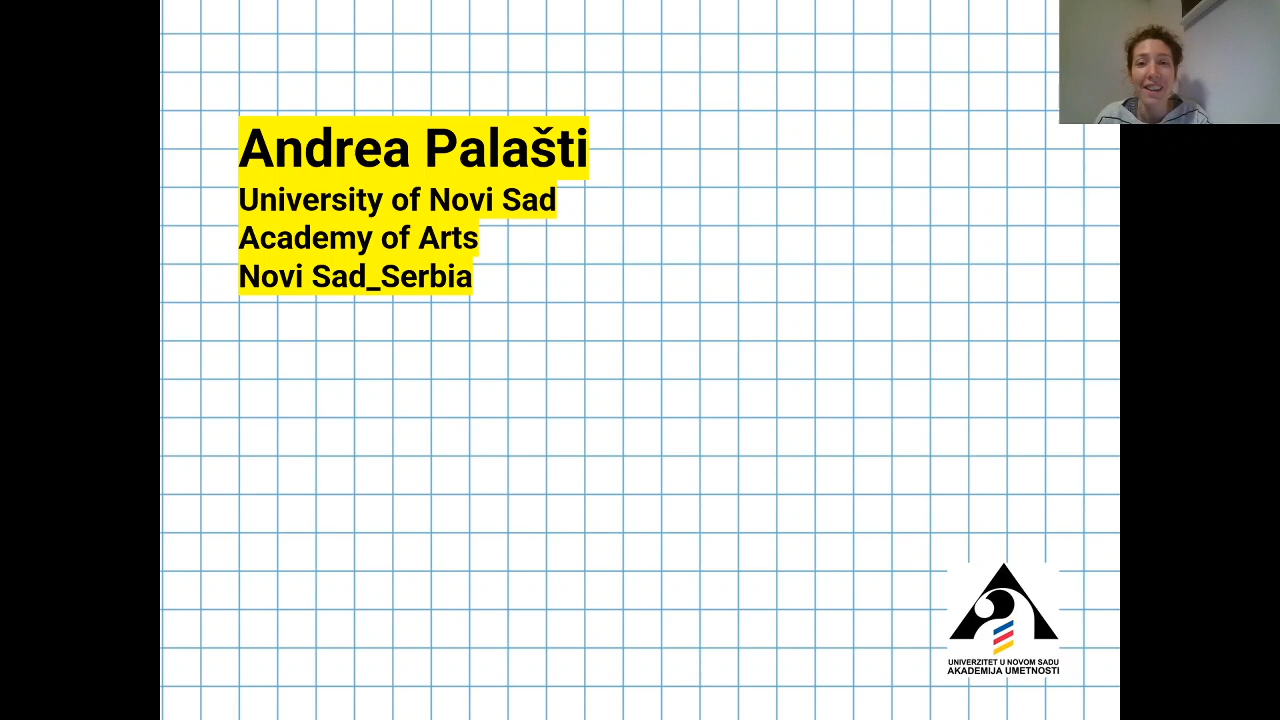 Andrea Palašti
University of Novi Sad
Academy of Arts
Novi Sad_Serbia
UNIVERZITET U NOVOM SADU
AKADEMIJA UMETNOSTI